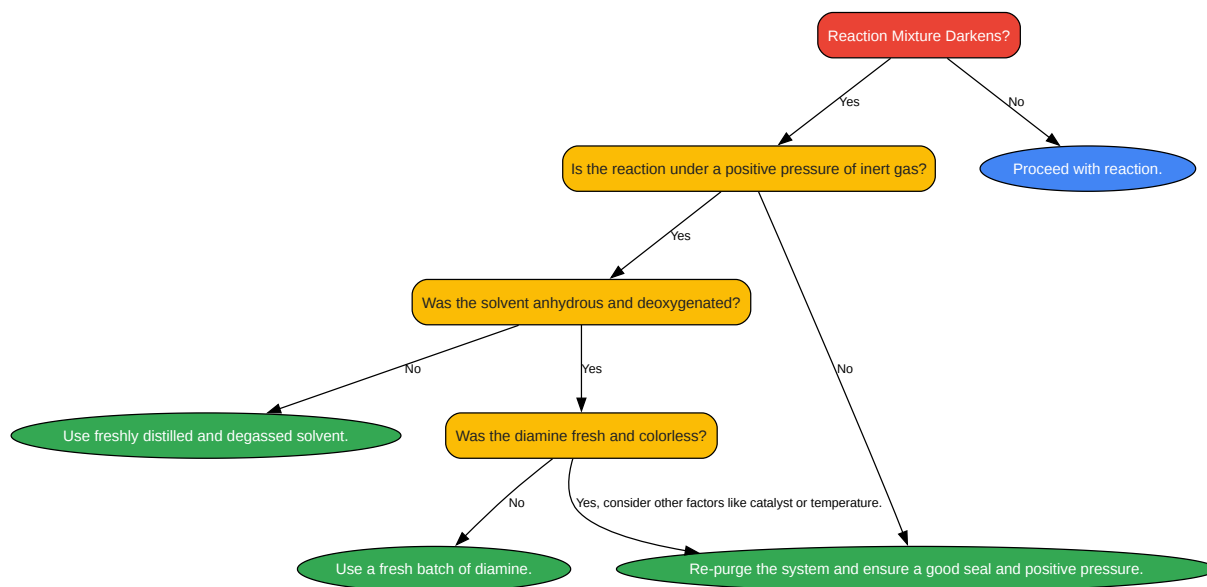 Reaction Mixture Darkens?
Yes
No
Is the reaction under a positive pressure of inert gas?
Proceed with reaction.
Yes
Was the solvent anhydrous and deoxygenated?
No
Yes
No
Use freshly distilled and degassed solvent.
Was the diamine fresh and colorless?
No
Yes, consider other factors like catalyst or temperature.
Use a fresh batch of diamine.
Re-purge the system and ensure a good seal and positive pressure.